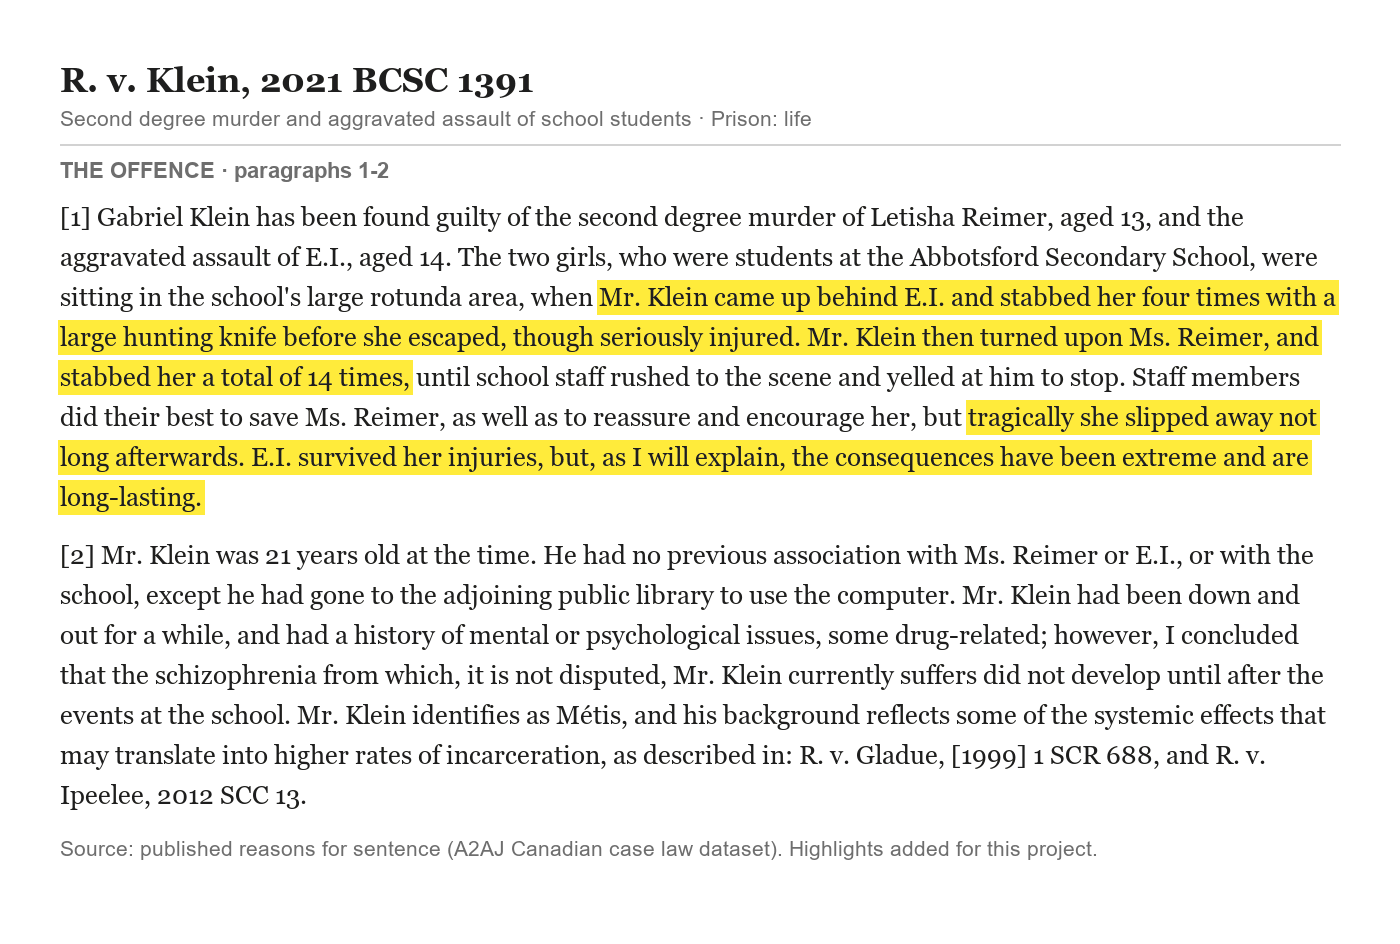 R. v. Klein, 2021 BCSC 1391
Second degree murder and aggravated assault of school students · Prison: life
THE OFFENCE · paragraphs 1-2
[1] Gabriel Klein has been found guilty of the second degree murder of Letisha Reimer, aged 13, and the
aggravated assault of E.I., aged 14. The two girls, who were students at the Abbotsford Secondary School, were
sitting in the school's large rotunda area, when Mr. Klein came up behind E.I. and stabbed her four times with a
large hunting knife before she escaped, though seriously injured. Mr. Klein then turned upon Ms. Reimer, and
stabbed her a total of 14 times, until school staff rushed to the scene and yelled at him to stop. Staff members
did their best to save Ms. Reimer, as well as to reassure and encourage her, but tragically she slipped away not
long afterwards. E.I. survived her injuries, but, as I will explain, the consequences have been extreme and are
long-lasting.
[2] Mr. Klein was 21 years old at the time. He had no previous association with Ms. Reimer or E.I., or with the
school, except he had gone to the adjoining public library to use the computer. Mr. Klein had been down and
out for a while, and had a history of mental or psychological issues, some drug-related; however, I concluded
that the schizophrenia from which, it is not disputed, Mr. Klein currently suffers did not develop until after the
events at the school. Mr. Klein identifies as Métis, and his background reflects some of the systemic effects that
may translate into higher rates of incarceration, as described in: R. v. Gladue, [1999] 1 SCR 688, and R. v.
Ipeelee, 2012 SCC 13.
Source: published reasons for sentence (A2AJ Canadian case law dataset). Highlights added for this project.